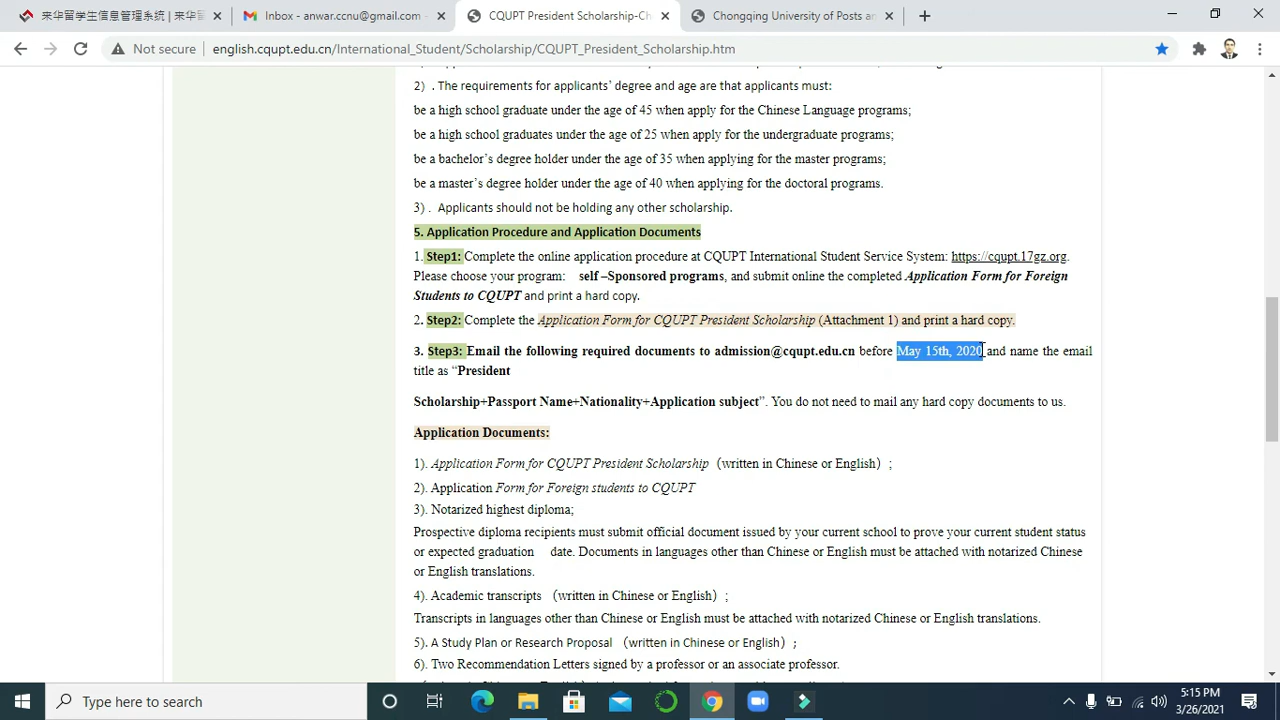 来华留学生信息管理系统 | 来华留
Inbox - anwar.ccnu@gmail.com -
CQUPT President Scholarship-Ch
Chongqing University of Posts an
Not secure
english.cqupt.edu.cn/International_Student/Scholarship/CQUPT_President_Scholarship.htm
2) . The requirements for applicants’ degree and age are that applicants must:
be a high school graduate under the age of 45 when apply for the Chinese Language programs;
be a high school graduates under the age of 25 when apply for the undergraduate programs;
be a bachelor’s degree holder under the age of 35 when applying for the master programs;
be a master’s degree holder under the age of 40 when applying for the doctoral programs.
3) . Applicants should not be holding any other scholarship.
5. Application Procedure and Application Documents
1. Step1: Complete the online application procedure at CQUPT International Student Service System: https://cqupt.17gz.org.
Please choose your program: self –Sponsored programs, and submit online the completed Application Form for Foreign
Students to CQUPT and print a hard copy.
2. Step2: Complete the Application Form for CQUPT President Scholarship (Attachment 1) and print a hard copy.
3. Step3: Email the following required documents to admission@cqupt.edu.cn before May 15th, 2020 and name the email
title as “President
Scholarship+Passport Name+Nationality+Application subject”. You do not need to mail any hard copy documents to us.
Application Documents:
1). Application Form for CQUPT President Scholarship（written in Chinese or English）;
2). Application Form for Foreign students to CQUPT
3). Notarized highest diploma;
Prospective diploma recipients must submit official document issued by your current school to prove your current student status
or expected graduation date. Documents in languages other than Chinese or English must be attached with notarized Chinese
or English translations.
4). Academic transcripts （written in Chinese or English）;
Transcripts in languages other than Chinese or English must be attached with notarized Chinese or English translations.
5). A Study Plan or Research Proposal （written in Chinese or English）;
6). Two Recommendation Letters signed by a professor or an associate professor.
Type here to search
5:15 PM
3/26/2021